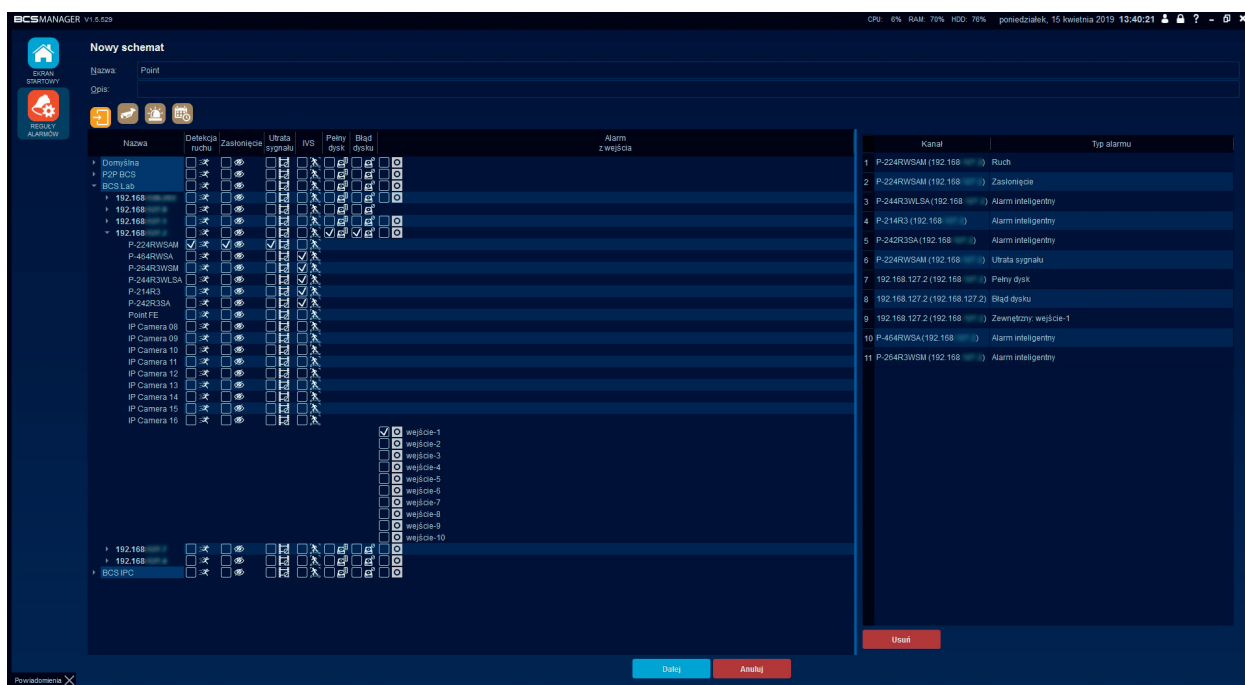 BCSMANAGER V1.6.629
CPU: 6% RAM: 70% HDD: 76% poniedziałek, 15 kwietnia 2019 13:40:21 ? - X
EKRAN STARTOWY
REGUŁY ALARMÓW
Nowy schemat
Nazwa: Point
Opis:
Nazwa Detekcja ruchu Zasłonięcie Utrata sygnału IVS Pełny dysk Błąd dysku Alarm z wejścia
Domyślna
P2P BCS
BCS Lab
192.168
192.168
192.168
192.168
P-224RWSAM
P-464RWSA
P-264R3WSM
P-244R3WLSA
P-214R3
P-242R3SA
Point FE
IP Camera 08
IP Camera 09
IP Camera 10
IP Camera 11
IP Camera 12
IP Camera 13
IP Camera 14
IP Camera 15
IP Camera 16
wejście-1
wejście-2
wejście-3
wejście-4
wejście-5
wejście-6
wejście-7
wejście-8
wejście-9
wejście-10
192.168
192.168
BCS IPC
Kanał Typ alarmu
1 P-224RWSAM (192.168 ) Ruch
2 P-224RWSAM (192.168 ) Zasłonięcie
3 P-244R3WLSA (192.168 ) Alarm inteligentny
4 P-214R3 (192.168 ) Alarm inteligentny
5 P-242R3SA (192.168 ) Alarm inteligentny
6 P-224RWSAM (192.168 ) Utrata sygnału
7 192.168.127.2 (192.168 ) Pełny dysk
8 192.168.127.2 (192.168.127.2) Błąd dysku
9 192.168.127.2 (192.168 ) Zewnętrzny: wejście-1
10 P-464RWSA (192.168 ) Alarm inteligentny
11 P-264R3WSM (192.168 ) Alarm inteligentny
Usuń
Dalej Anuluj
Powiadomienia X